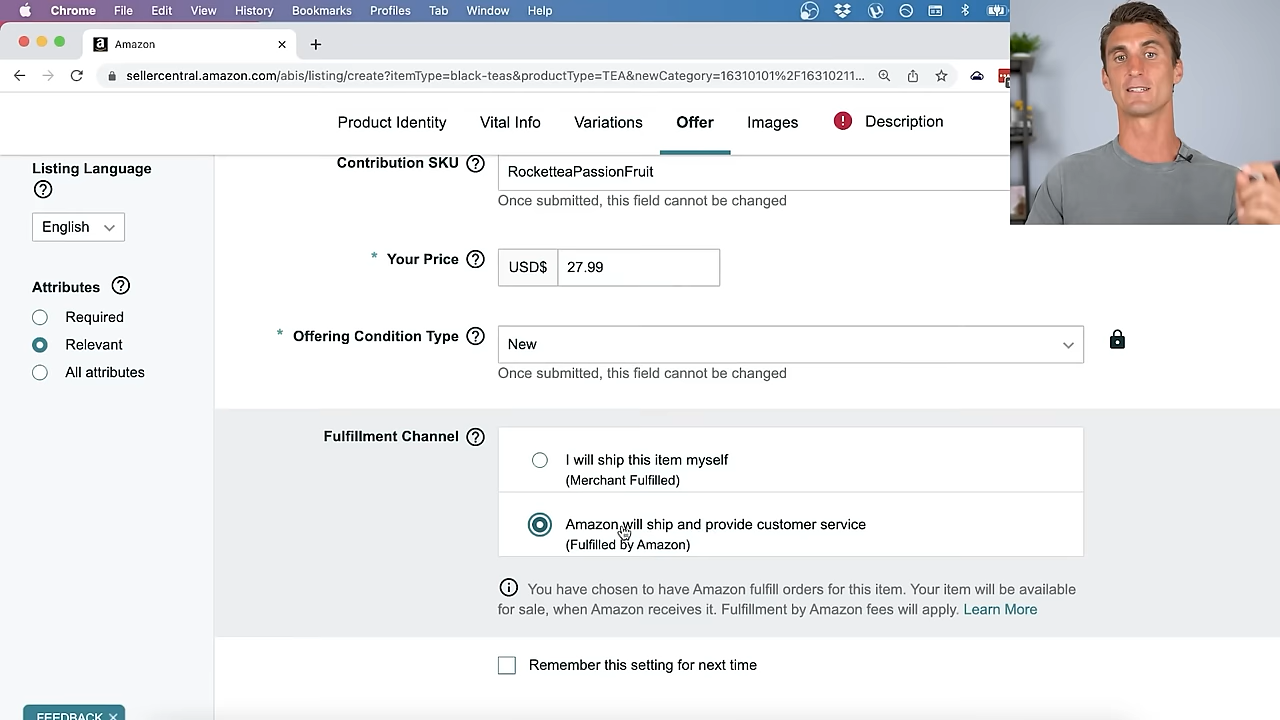 Chrome File Edit View History Bookmarks Profiles Tab Window Help
a Amazon
sellercentral.amazon.com/abis/listing/create?itemType=black-teas&productType=TEA&newCategory=16310101%2F16310211...
Product Identity Vital Info Variations Offer Images ! Description
Listing Language ?
English
Attributes ?
Required
Relevant
All attributes
Contribution SKU ? RocketteaPassionFruit
Once submitted, this field cannot be changed
* Your Price ? USD$ 27.99
* Offering Condition Type ? New
Once submitted, this field cannot be changed
Fulfillment Channel ?
I will ship this item myself
(Merchant Fulfilled)
Amazon will ship and provide customer service
(Fulfilled by Amazon)
You have chosen to have Amazon fulfill orders for this item. Your item will be available
for sale, when Amazon receives it. Fulfillment by Amazon fees will apply. Learn More
Remember this setting for next time
FEEDBACK